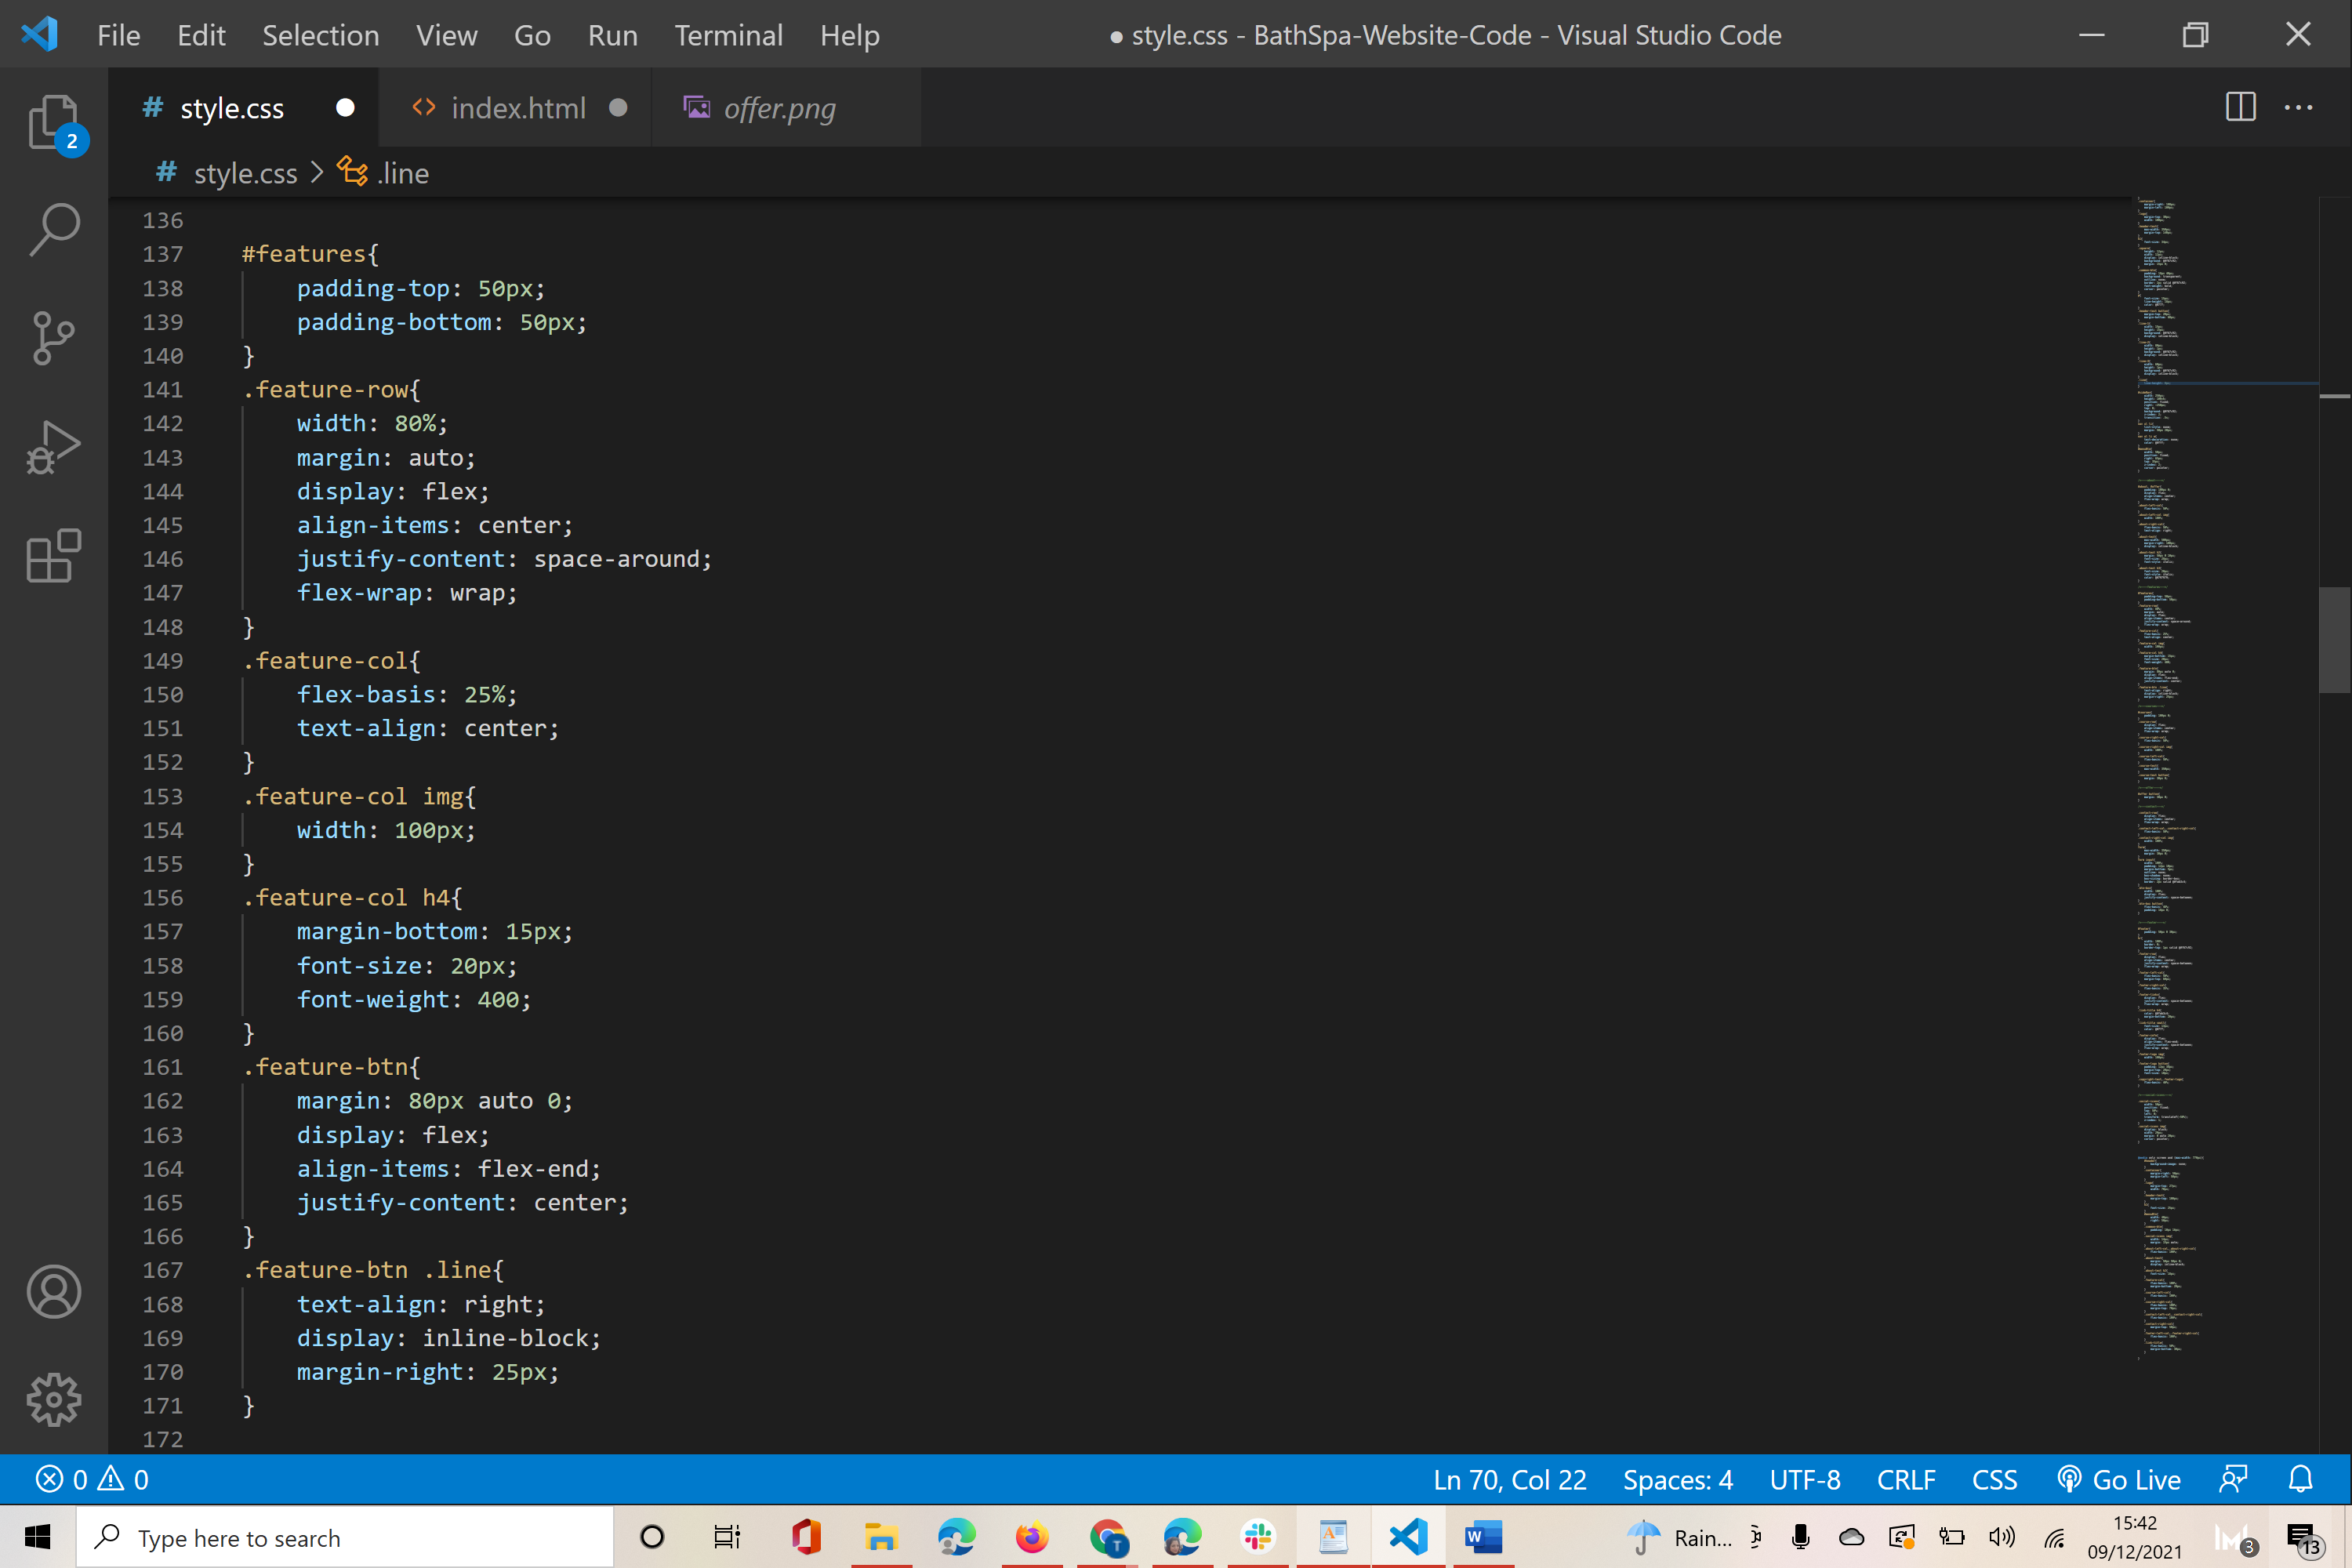 File Edit Selection View Go Run Terminal Help ● style.css - BathSpa-Website-Code - Visual Studio Code
# style.css ● <> index.html ● offer.png
2
# style.css > .line
136
137 #features{
138 padding-top: 50px;
139 padding-bottom: 50px;
140 }
141 .feature-row{
142 width: 80%;
143 margin: auto;
144 display: flex;
145 align-items: center;
146 justify-content: space-around;
147 flex-wrap: wrap;
148 }
149 .feature-col{
150 flex-basis: 25%;
151 text-align: center;
152 }
153 .feature-col img{
154 width: 100px;
155 }
156 .feature-col h4{
157 margin-bottom: 15px;
158 font-size: 20px;
159 font-weight: 400;
160 }
161 .feature-btn{
162 margin: 80px auto 0;
163 display: flex;
164 align-items: flex-end;
165 justify-content: center;
166 }
167 .feature-btn .line{
168 text-align: right;
169 display: inline-block;
170 margin-right: 25px;
171 }
172
0 0 Ln 70, Col 22 Spaces: 4 UTF-8 CRLF CSS Go Live
Type here to search Rain... 15:42
09/12/2021 3 13